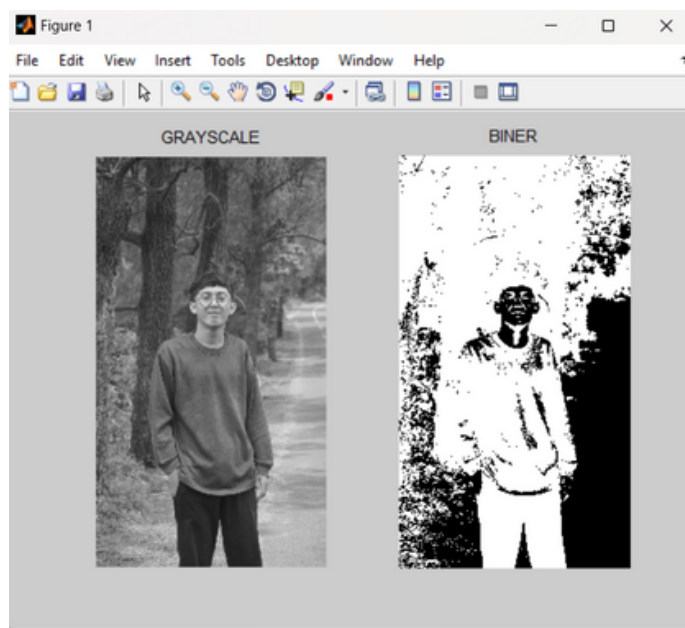 Figure 1
File Edit View Insert Tools Desktop Window Help
GRAYSCALE
BINER